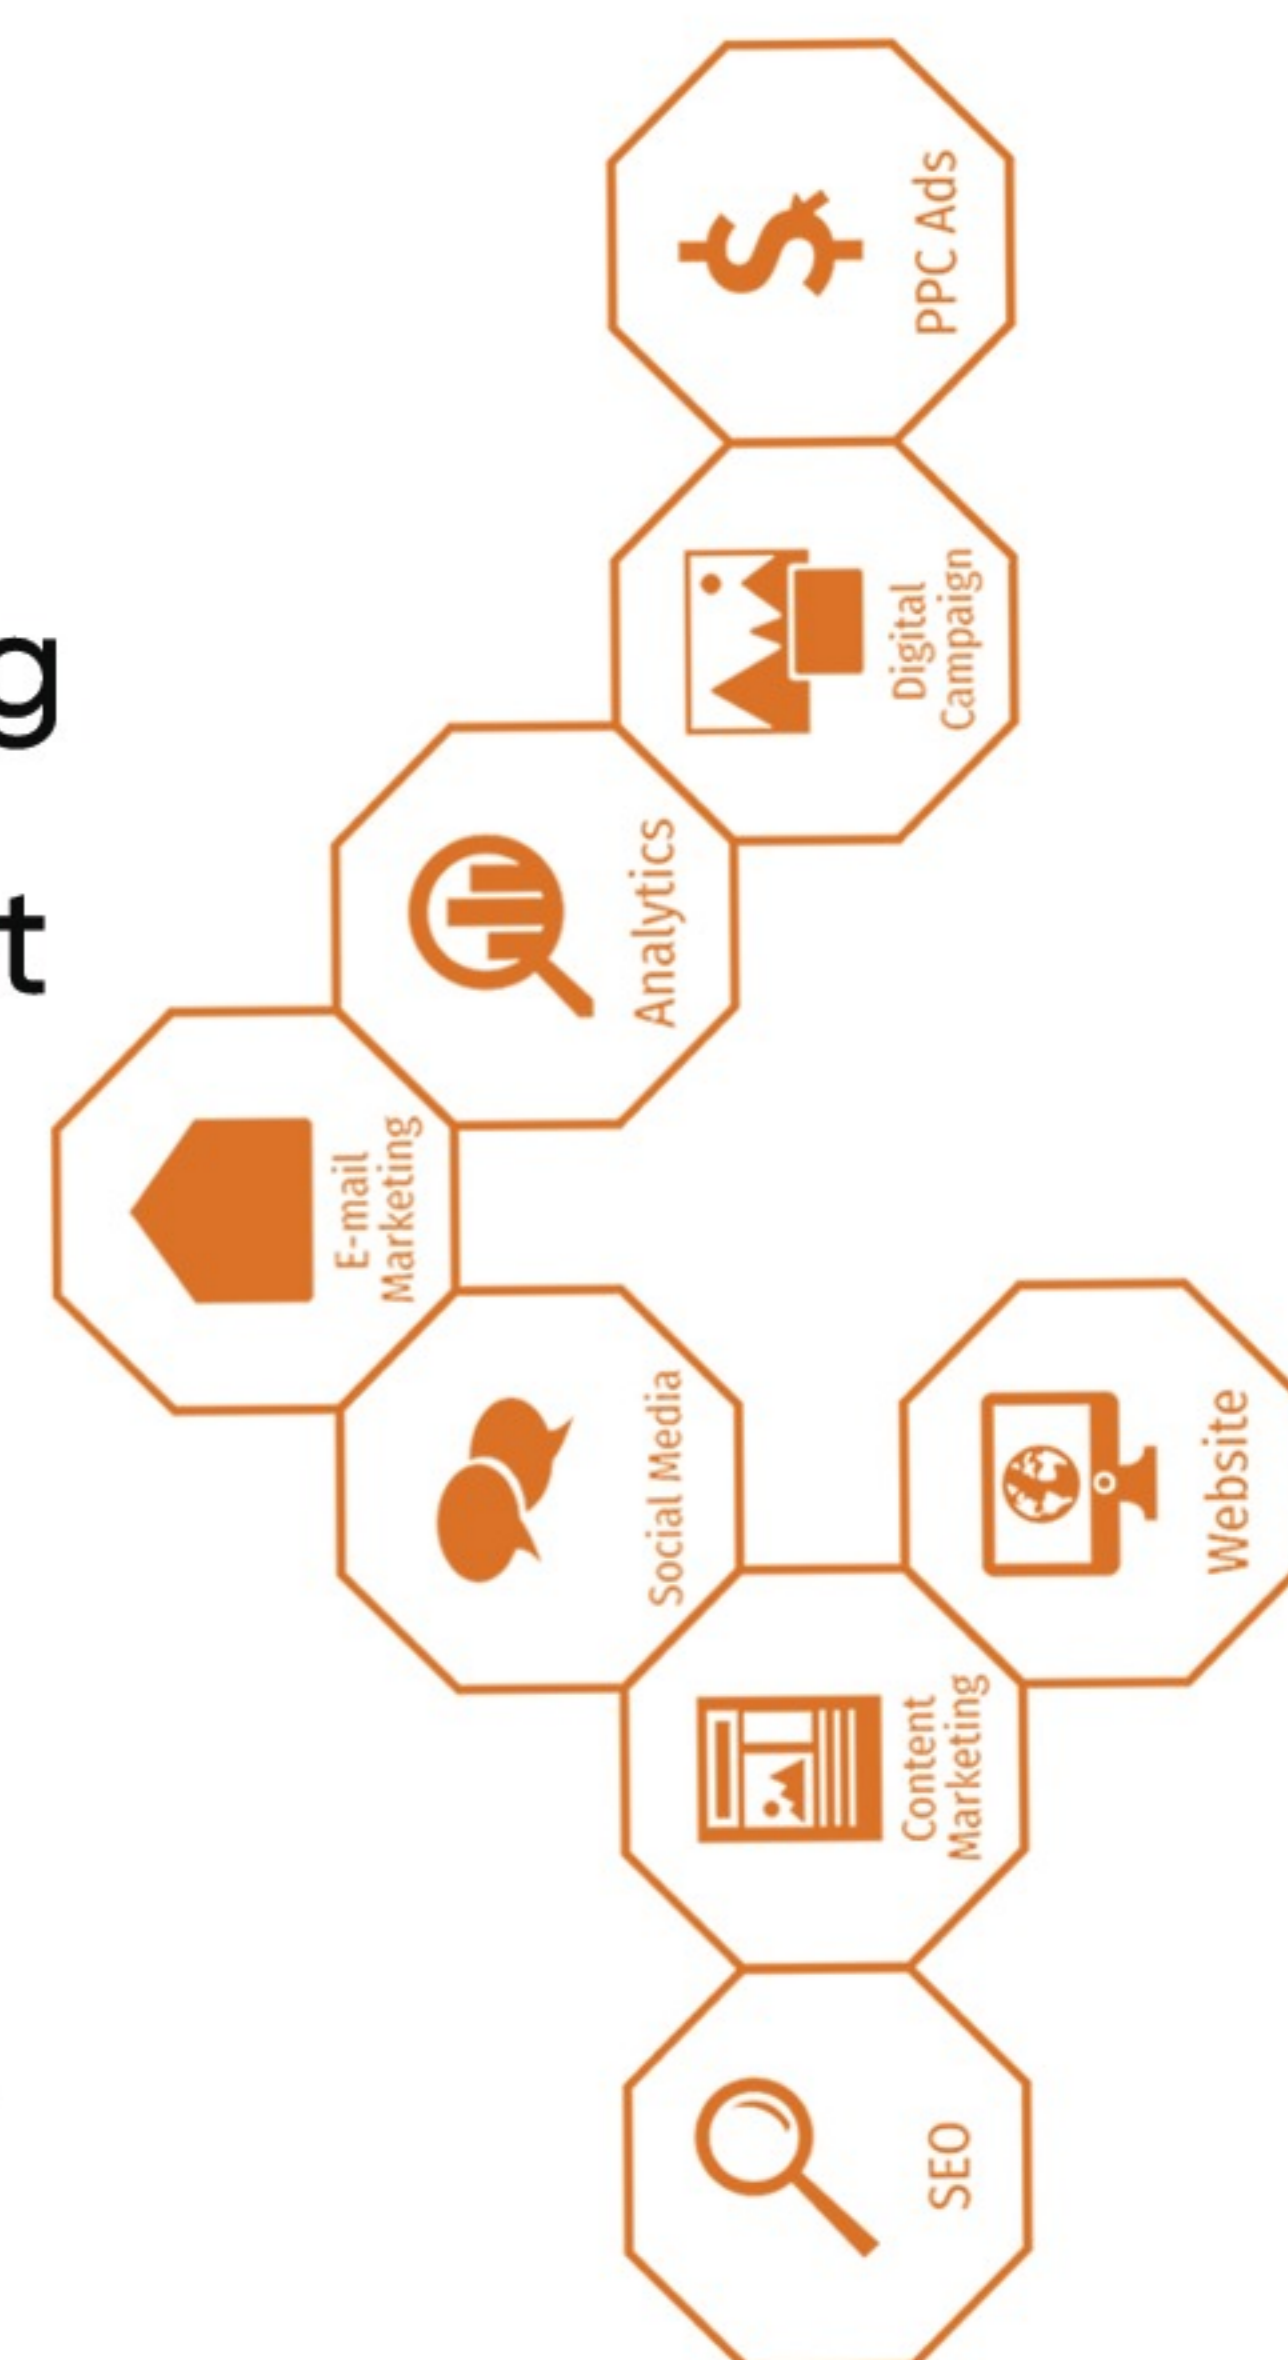 g
t
SEO
Content
Marketing
Website
Social Media
E-mail
Marketing
Analytics
Digital
Campaign
PPC Ads